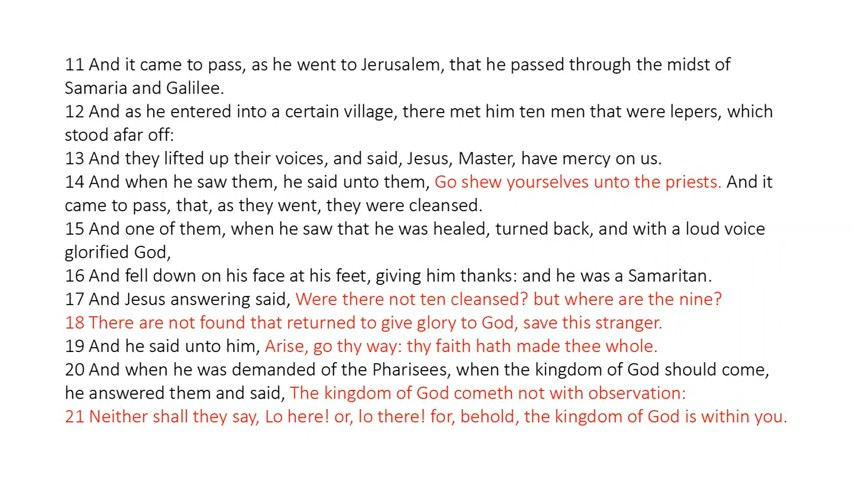 11 And it came to pass, as he went to Jerusalem, that he passed through the midst of
Samaria and Galilee.
12 And as he entered into a certain village, there met him ten men that were lepers, which
stood afar off:
13 And they lifted up their voices, and said, Jesus, Master, have mercy on us.
14 And when he saw them, he said unto them, Go shew yourselves unto the priests. And it
came to pass, that, as they went, they were cleansed.
15 And one of them, when he saw that he was healed, turned back, and with a loud voice
glorified God,
16 And fell down on his face at his feet, giving him thanks: and he was a Samaritan.
17 And Jesus answering said, Were there not ten cleansed? but where are the nine?
18 There are not found that returned to give glory to God, save this stranger.
19 And he said unto him, Arise, go thy way: thy faith hath made thee whole.
20 And when he was demanded of the Pharisees, when the kingdom of God should come,
he answered them and said, The kingdom of God cometh not with observation:
21 Neither shall they say, Lo here! or, lo there! for, behold, the kingdom of God is within you.